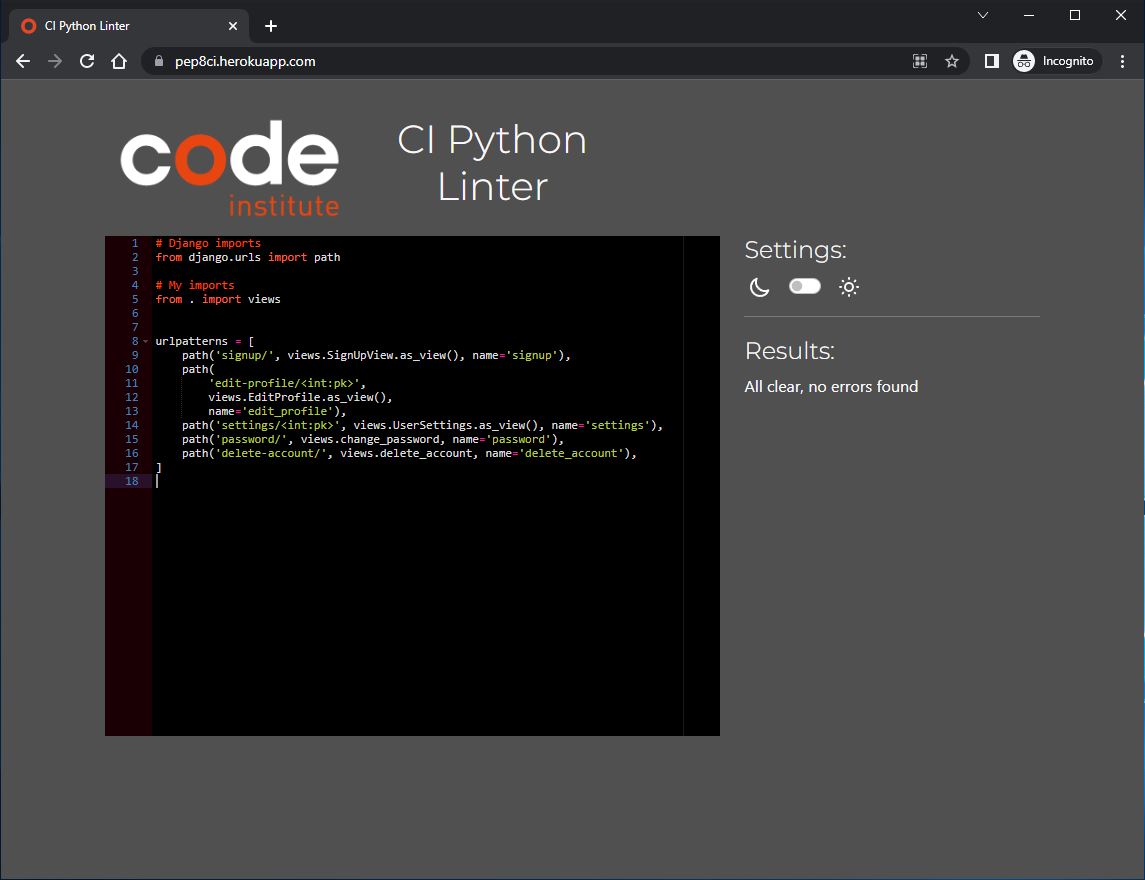 CI Python Linter
pep8ci.herokuapp.com
Incognito
code
institute
CI Python
Linter
1 # Django imports
2 from django.urls import path
3
4 # My imports
5 from . import views
6
7
8 urlpatterns = [
9     path('signup/', views.SignUpView.as_view(), name='signup'),
10     path(
11         'edit-profile/<int:pk>',
12         views.EditProfile.as_view(),
13         name='edit_profile'),
14     path('settings/<int:pk>', views.UserSettings.as_view(), name='settings'),
15     path('password/', views.change_password, name='password'),
16     path('delete-account/', views.delete_account, name='delete_account'),
17 ]
18
Settings:
Results:
All clear, no errors found